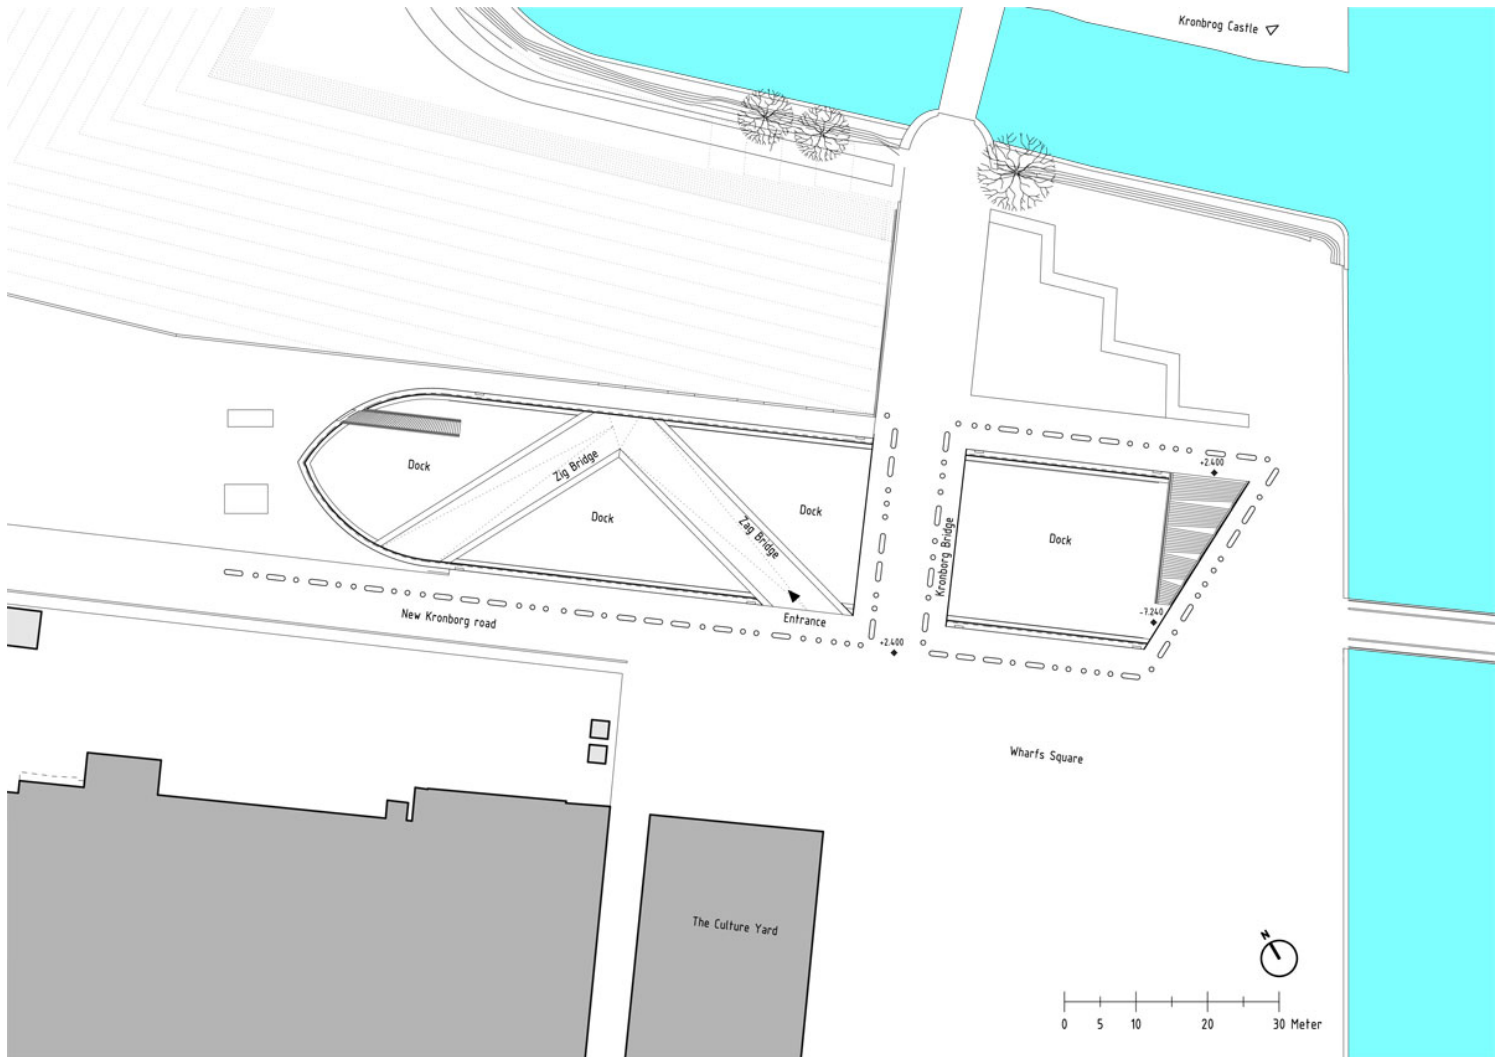 Kronbrog Castle
+2.400
Dock
Zig Bridge
Dock
Dock
Zag Bridge
Kronborg Bridge
Dock
-7.240
New Kronborg road
Entrance
+2.400
Wharfs Square
The Culture Yard
N
0 5 10 20 30 Meter